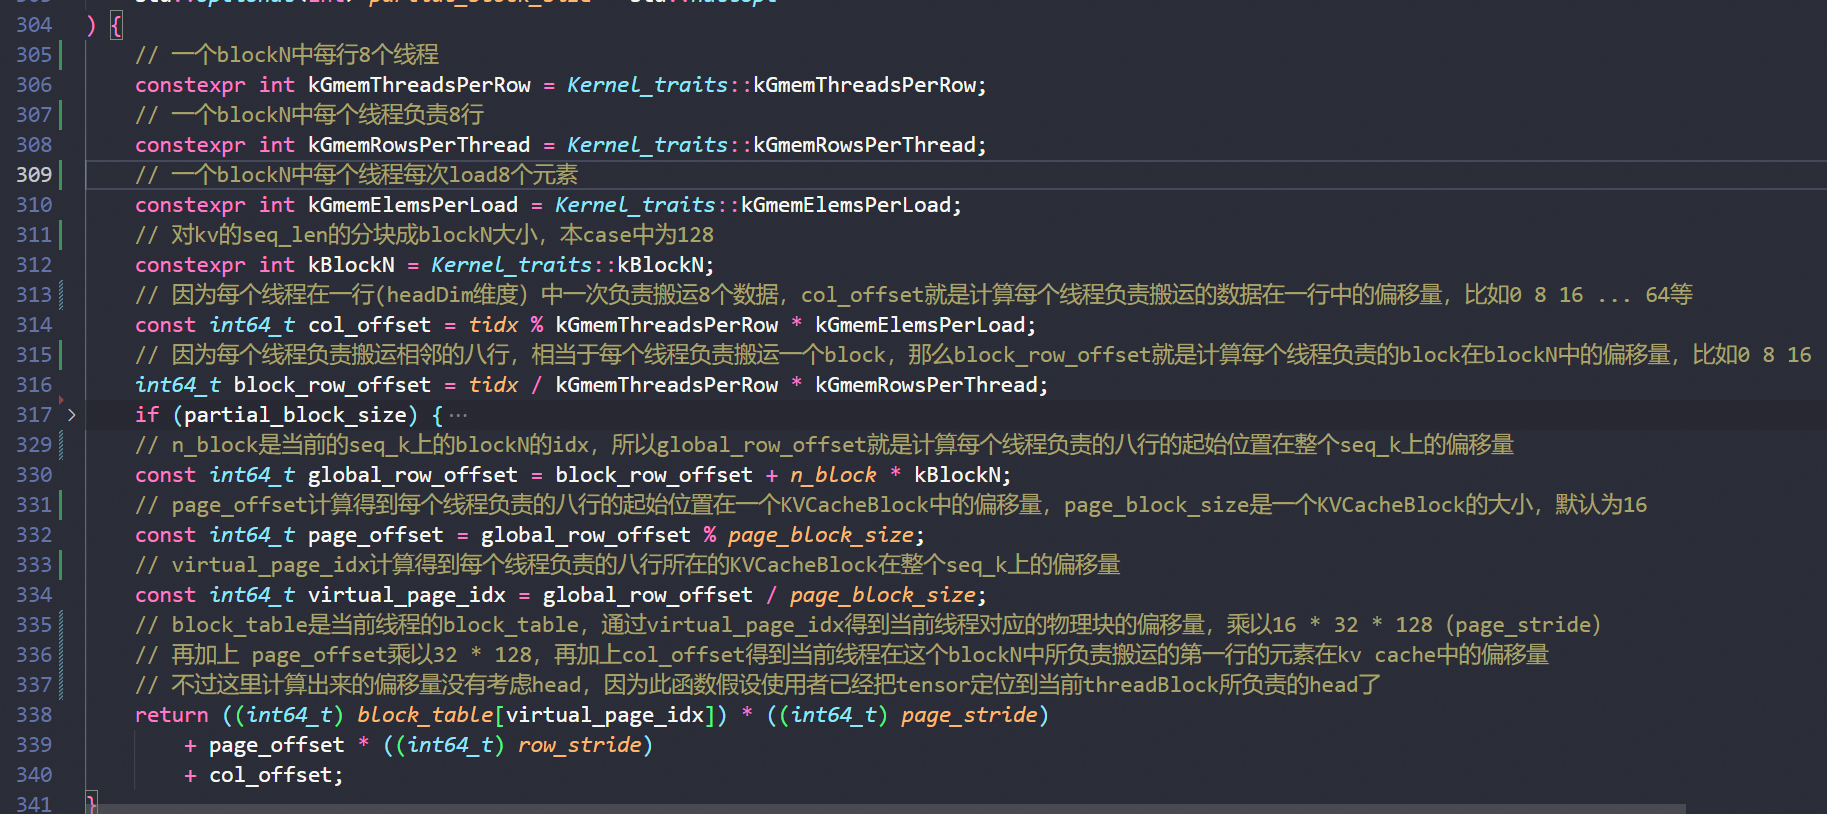 304 ) {
305 // 一个blockN中每行8个线程
306 constexpr int kGmemThreadsPerRow = Kernel_traits::kGmemThreadsPerRow;
307 // 一个blockN中每个线程负责8行
308 constexpr int kGmemRowsPerThread = Kernel_traits::kGmemRowsPerThread;
309 // 一个blockN中每个线程每次load8个元素
310 constexpr int kGmemElemsPerLoad = Kernel_traits::kGmemElemsPerLoad;
311 // 对kv的seq_len的分块成blockN大小，本case中为128
312 constexpr int kBlockN = Kernel_traits::kBlockN;
313 // 因为每个线程在一行(headDim维度）中一次负责搬运8个数据，col_offset就是计算每个线程负责搬运的数据在一行中的偏移量，比如0 8 16 ... 64等
314 const int64_t col_offset = tidx % kGmemThreadsPerRow * kGmemElemsPerLoad;
315 // 因为每个线程负责搬运相邻的八行，相当于每个线程负责搬运一个block，那么block_row_offset就是计算每个线程负责的block在blockN中的偏移量，比如0 8 16
316 int64_t block_row_offset = tidx / kGmemThreadsPerRow * kGmemRowsPerThread;
317 > if (partial_block_size) {⋯
329 // n_block是当前的seq_k上的blockN的idx，所以global_row_offset就是计算每个线程负责的八行的起始位置在整个seq_k上的偏移量
330 const int64_t global_row_offset = block_row_offset + n_block * kBlockN;
331 // page_offset计算得到每个线程负责的八行的起始位置在一个KVCacheBlock中的偏移量，page_block_size是一个KVCacheBlock的大小，默认为16
332 const int64_t page_offset = global_row_offset % page_block_size;
333 // virtual_page_idx计算得到每个线程负责的八行所在的KVCacheBlock在整个seq_k上的偏移量
334 const int64_t virtual_page_idx = global_row_offset / page_block_size;
335 // block_table是当前线程的block_table，通过virtual_page_idx得到当前线程对应的物理块的偏移量，乘以16 * 32 * 128（page_stride）
336 // 再加上 page_offset乘以32 * 128，再加上col_offset得到当前线程在这个blockN中所负责搬运的第一行的元素在kv cache中的偏移量
337 // 不过这里计算出来的偏移量没有考虑head，因为此函数假设使用者已经把tensor定位到当前threadBlock所负责的head了
338 return ((int64_t) block_table[virtual_page_idx]) * ((int64_t) page_stride)
339 + page_offset * ((int64_t) row_stride)
340 + col_offset;
341 }